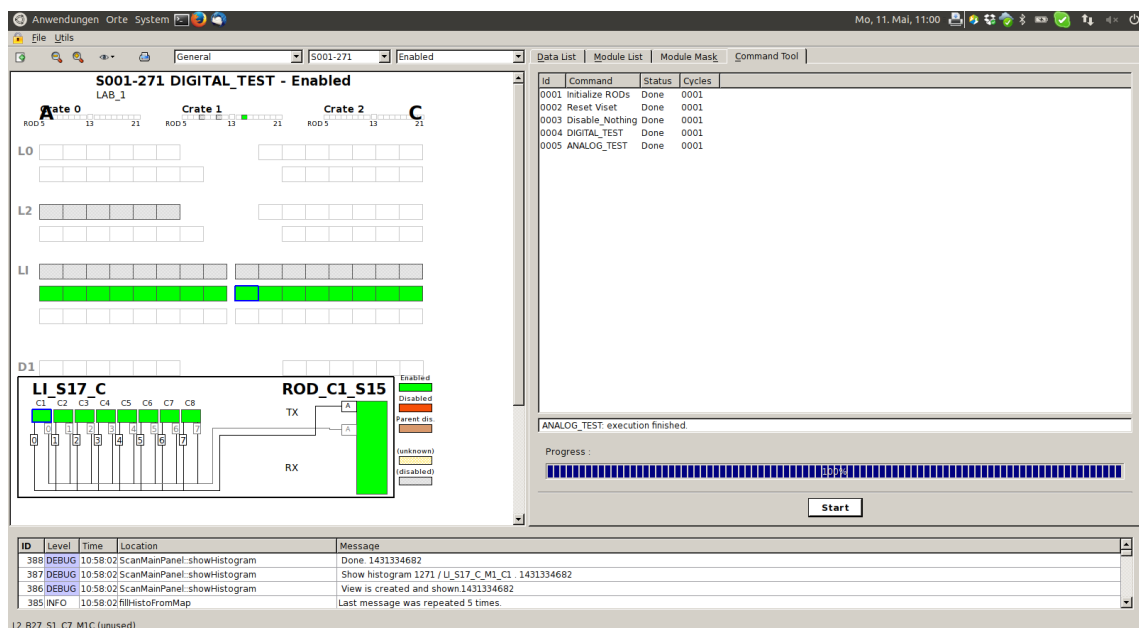 Anwendungen Orte System Mo, 11. Mai, 11:00
File Utils
General S001-271 Enabled
Data List Module List Module Mask Command Tool
S001-271 DIGITAL_TEST - Enabled
LAB_1
A Crate 0 Crate 1 Crate 2 C
ROD 5 13 21 ROD 5 13 21 ROD 5 13 21
L0
L2
LI
D1
LI_S17_C ROD_C1_S15
C1 C2 C3 C4 C5 C6 C7 C8
TX A
0 1 2 3 4 5 6 7
A
0 1 2 3 4 5 6 7
RX
Enabled
Disabled
Parent dis.
(unknown)
(disabled)
Id Command Status Cycles
0001 Initialize RODs Done 0001
0002 Reset Viset Done 0001
0003 Disable_Nothing Done 0001
0004 DIGITAL_TEST Done 0001
0005 ANALOG_TEST Done 0001
ANALOG_TEST: execution finished.
Progress :
100%
Start
ID Level Time Location Message
388 DEBUG 10:58:02 ScanMainPanel::showHistogram Done. 1431334682
387 DEBUG 10:58:02 ScanMainPanel::showHistogram Show histogram 1271 / LI_S17_C_M1_C1 . 1431334682
386 DEBUG 10:58:02 ScanMainPanel::showHistogram View is created and shown.1431334682
385 INFO 10:58:02 fillHistoFromMap Last message was repeated 5 times.
L2_B27_S1_C7_M1C (unused)